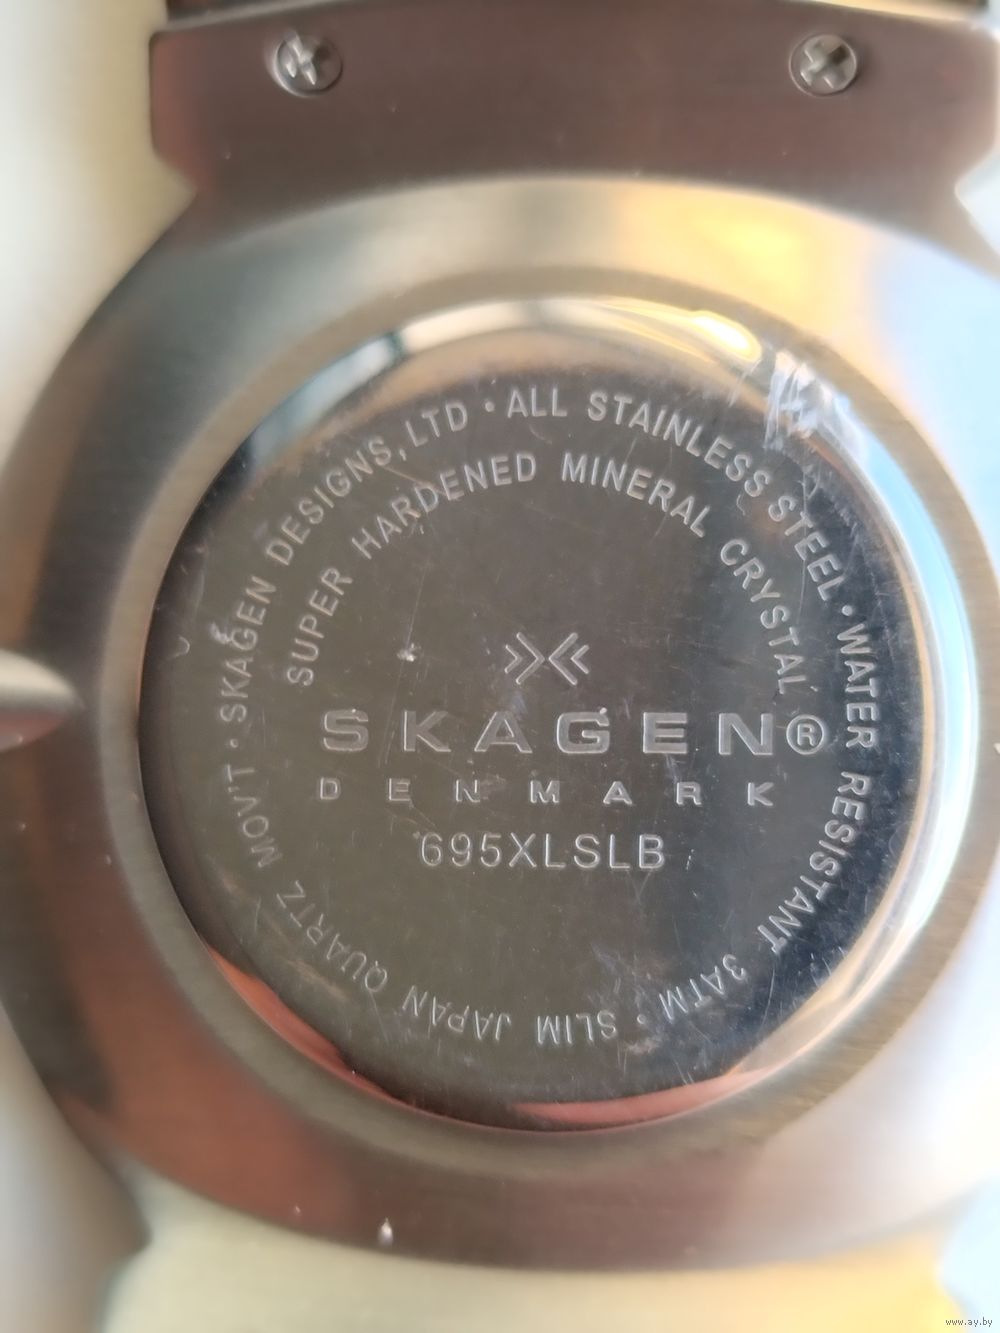 SKAGEN DESIGNS, LTD · ALL STAINLESS STEEL · WATER RESISTANT 3ATM · SLIM JAPAN QUARTZ MOV'T ·
SUPER HARDENED MINERAL CRYSTAL
SKAGEN®
DENMARK
695XLSLB
www.ay.by